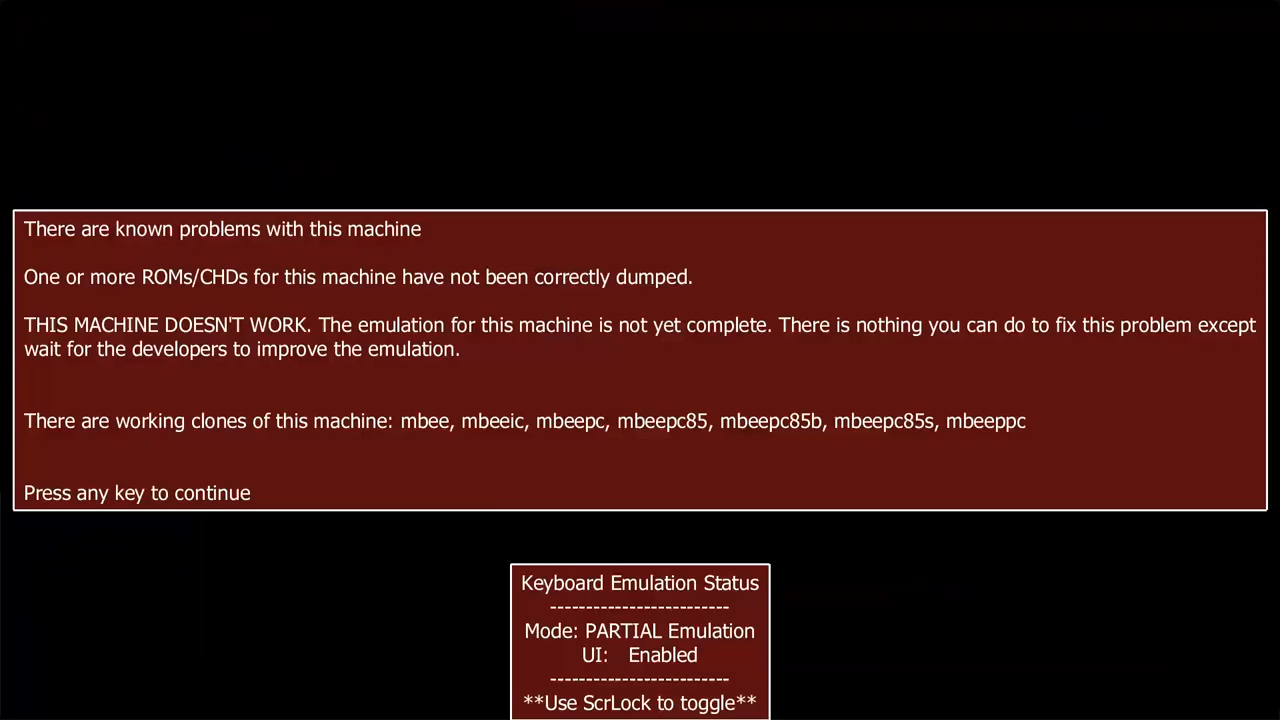 There are known problems with this machine
One or more ROMs/CHDs for this machine have not been correctly dumped.
THIS MACHINE DOESN'T WORK. The emulation for this machine is not yet complete. There is nothing you can do to fix this problem except
wait for the developers to improve the emulation.
There are working clones of this machine: mbee, mbeeic, mbeepc, mbeepc85, mbeepc85b, mbeepc85s, mbeeppc
Press any key to continue
Keyboard Emulation Status
-------------------------
Mode: PARTIAL Emulation
UI: Enabled
-------------------------
**Use ScrLock to toggle**